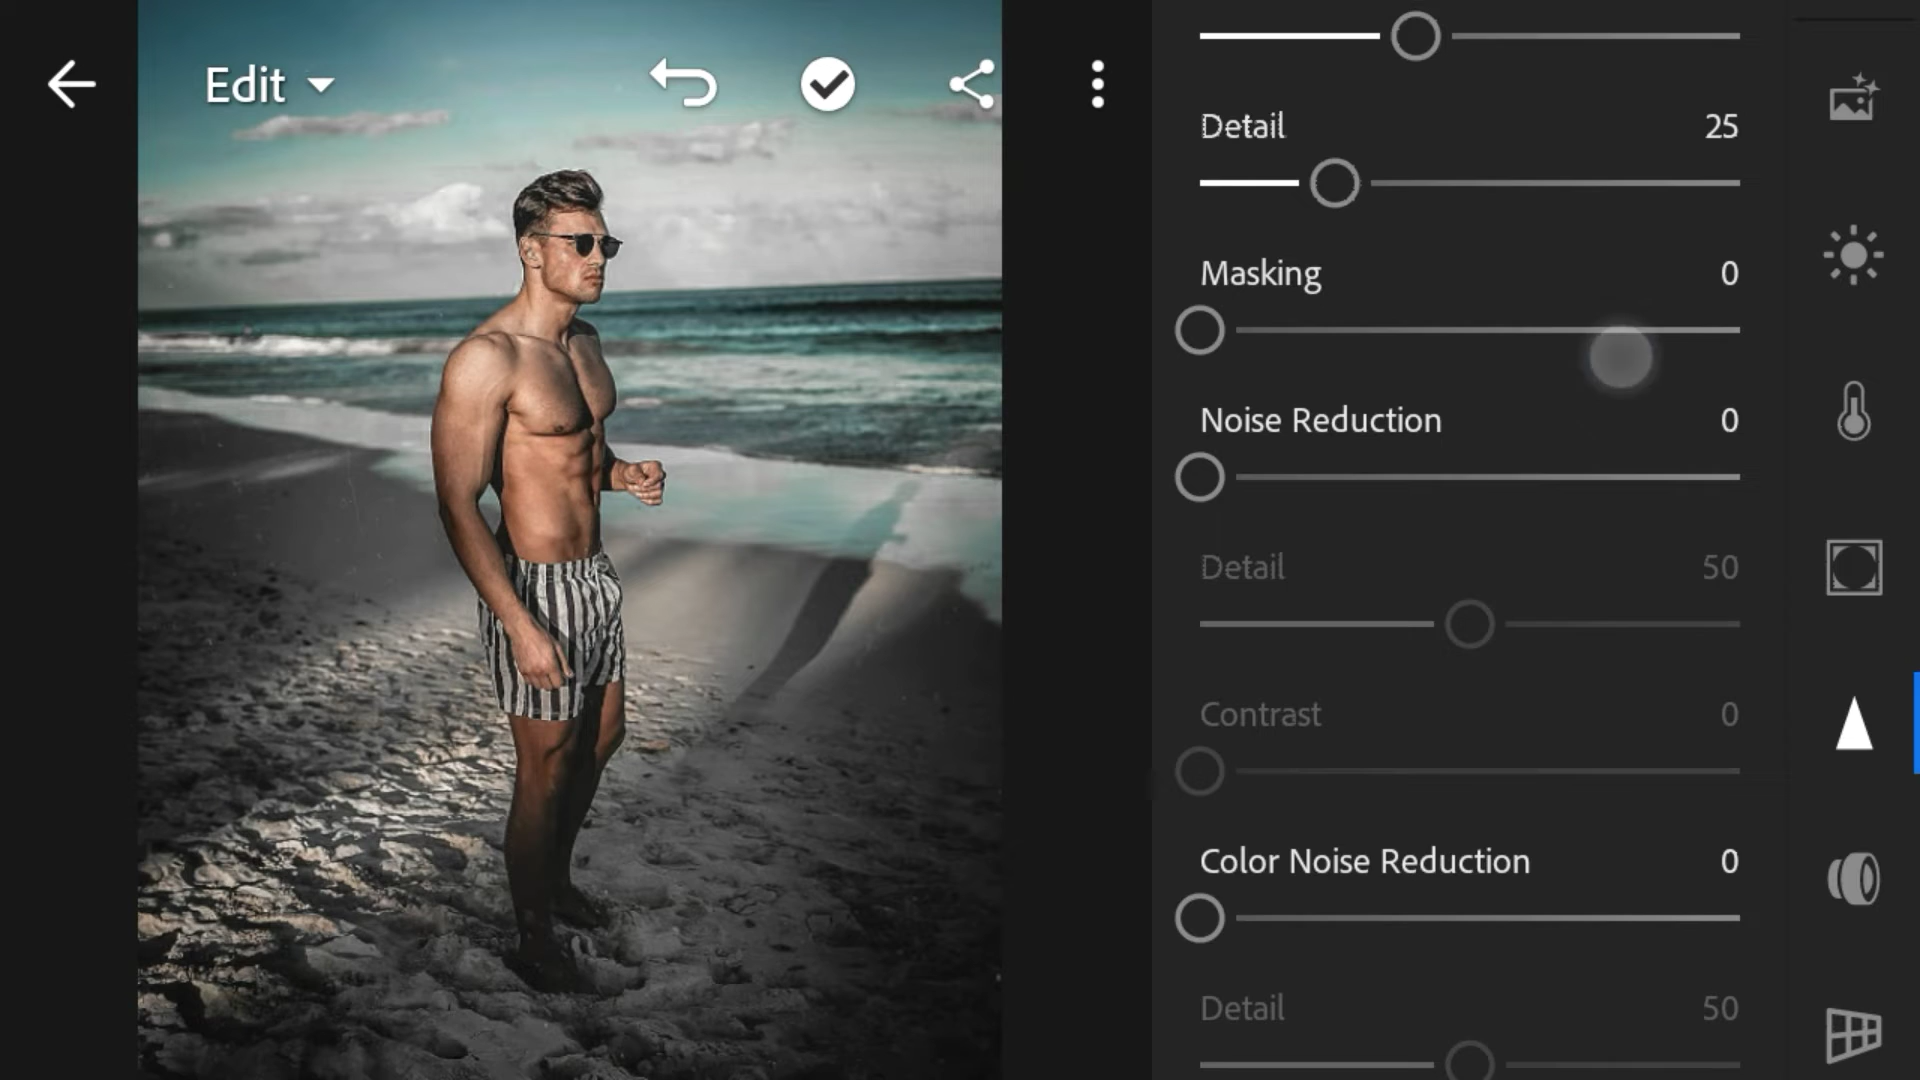 Edit
Detail 25
Masking 0
Noise Reduction 0
Detail 50
Contrast 0
Color Noise Reduction 0
Detail 50